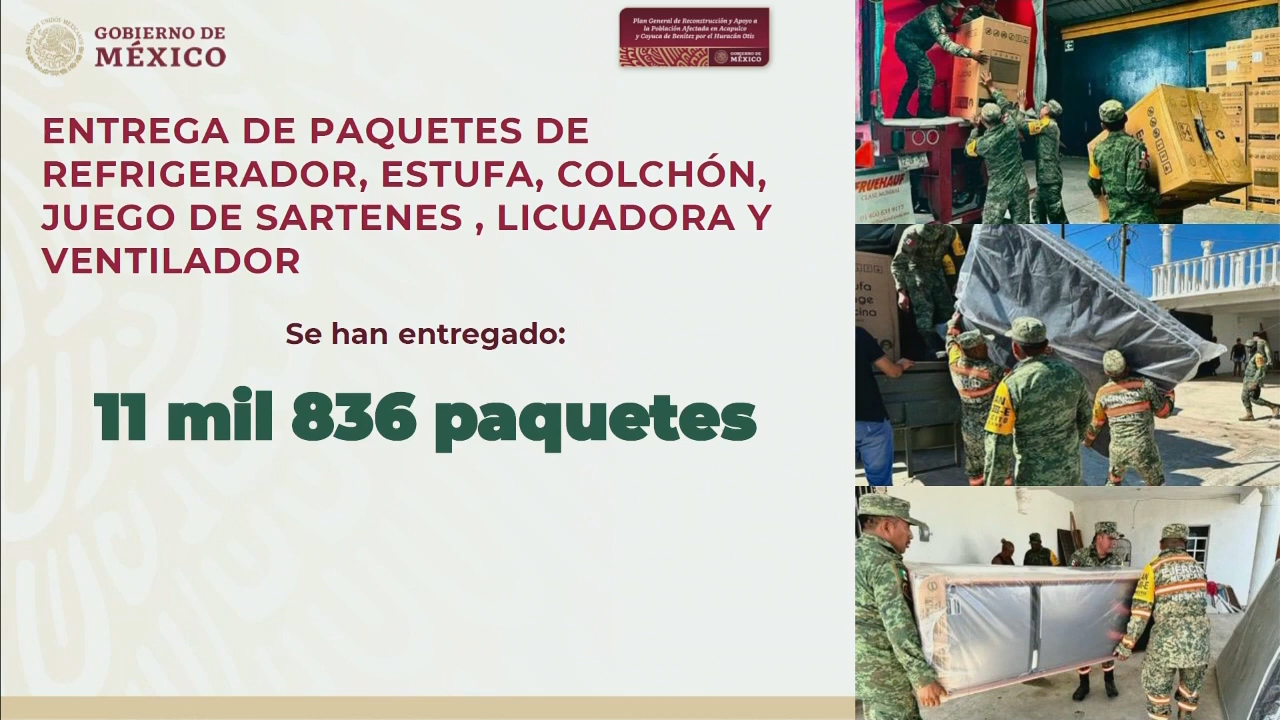 GOBIERNO DE
MÉXICO
Plan General de Reconstrucción y Apoyo a
la Población Afectada en Acapulco
y Coyuca de Benítez por el Huracán Otis
GOBIERNO DE
MÉXICO
ENTREGA DE PAQUETES DE
REFRIGERADOR, ESTUFA, COLCHÓN,
JUEGO DE SARTENES , LICUADORA Y
VENTILADOR
Se han entregado:
11 mil 836 paquetes
FRUEHAUF
EJÉRCITO
MEXICANO